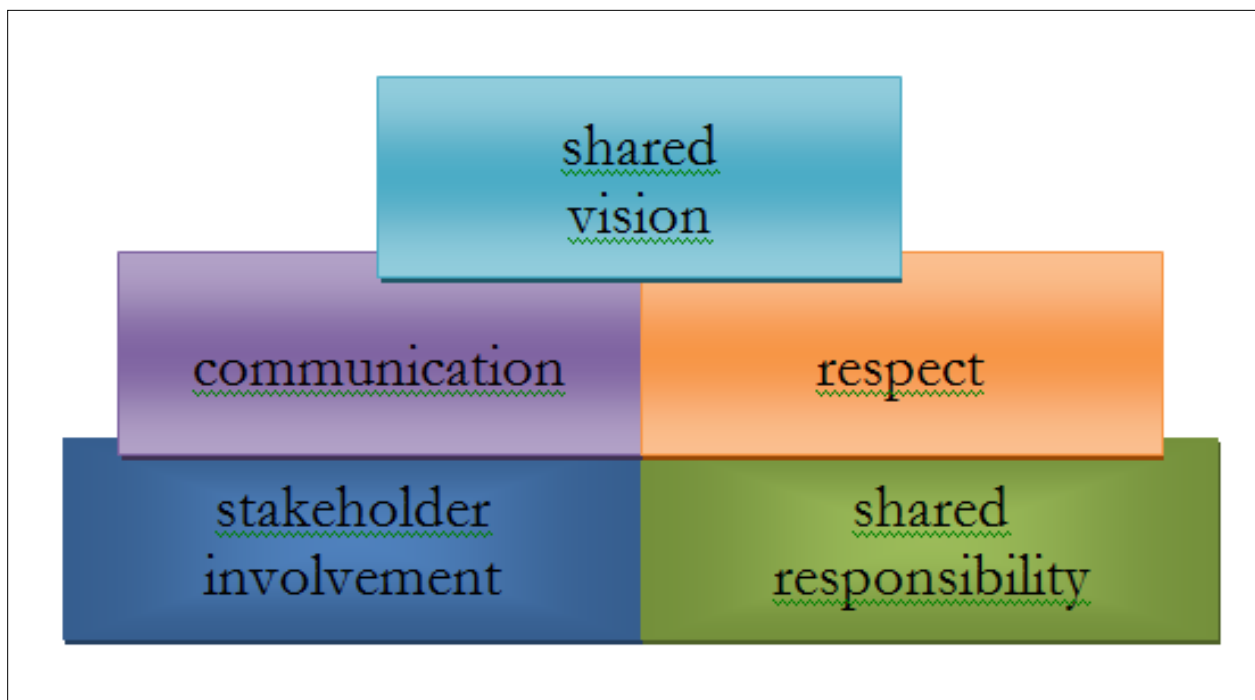 shared
vision
communication
respect
stakeholder
involvement
shared
responsibility